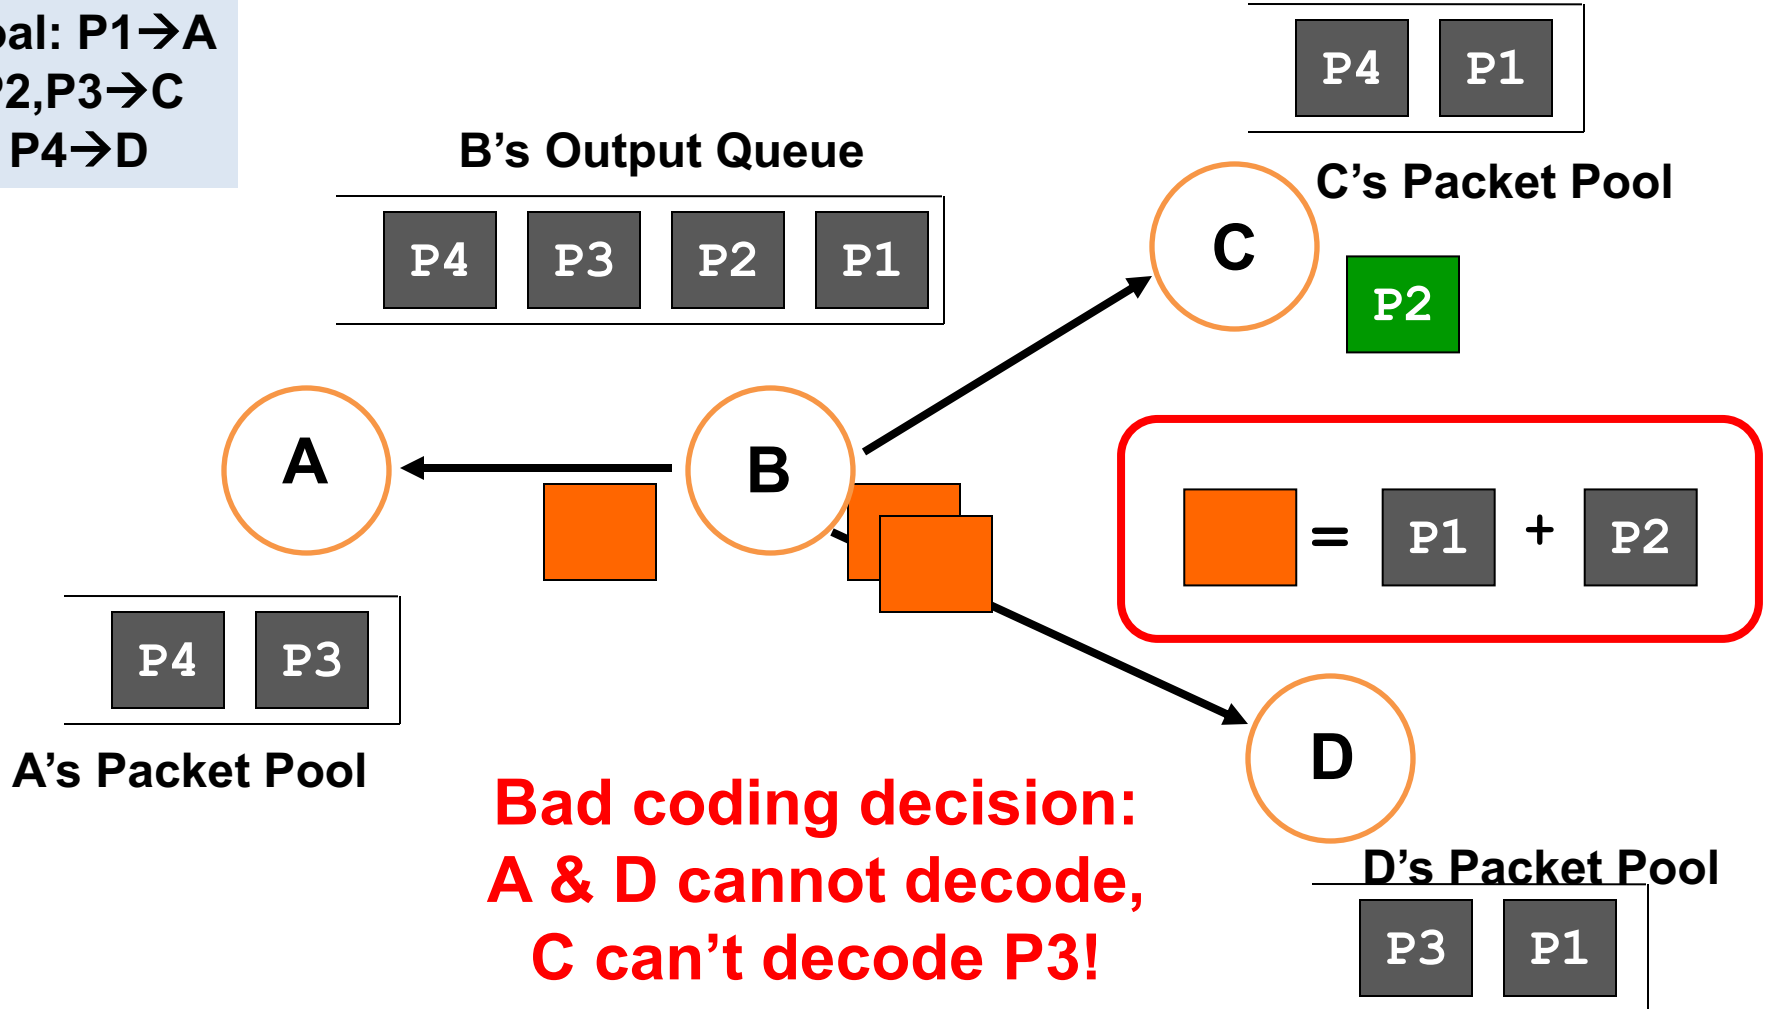 oal: P1→A
P2,P3→C
P4→D
B's Output Queue
P4 P3 P2 P1
P4 P1
C's Packet Pool
C
P2
A
B
= P1 + P2
P4 P3
A's Packet Pool
D
Bad coding decision:
A & D cannot decode,
C can't decode P3!
D's Packet Pool
P3 P1